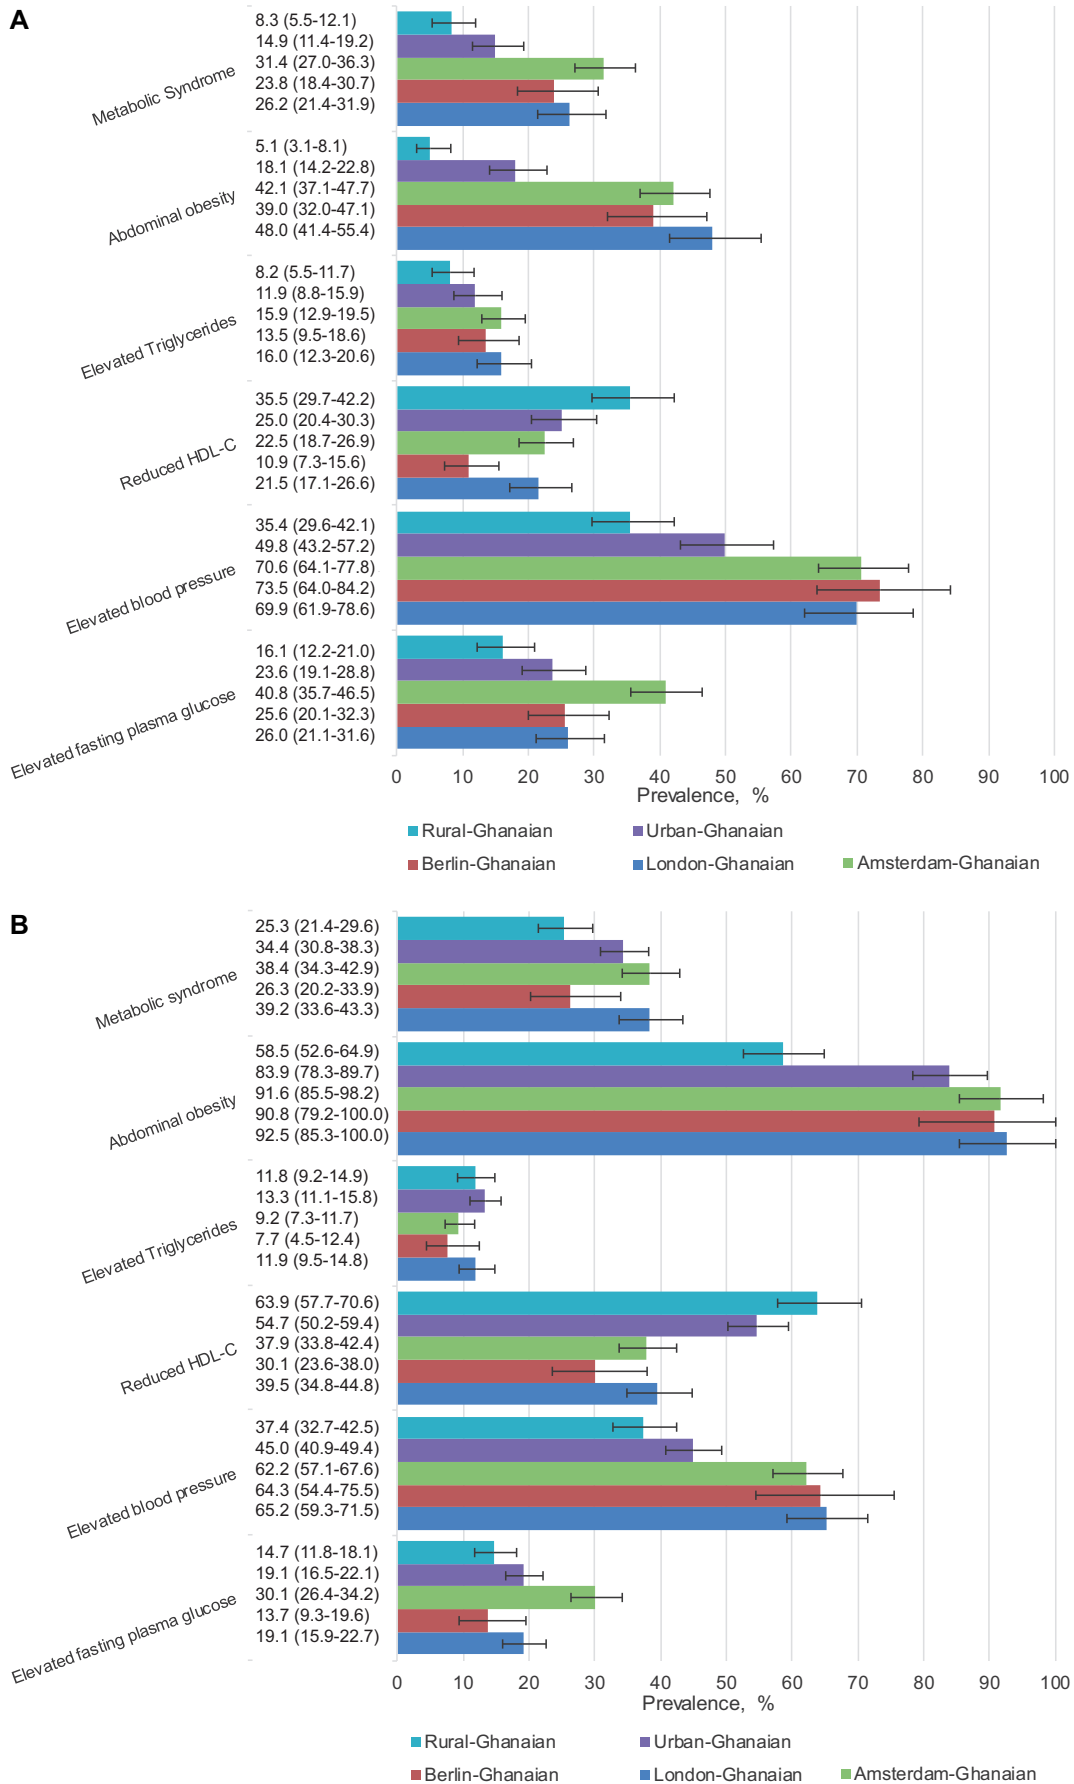 A
Metabolic Syndrome
8.3 (5.5-12.1)
14.9 (11.4-19.2)
31.4 (27.0-36.3)
23.8 (18.4-30.7)
26.2 (21.4-31.9)
Abdominal obesity
5.1 (3.1-8.1)
18.1 (14.2-22.8)
42.1 (37.1-47.7)
39.0 (32.0-47.1)
48.0 (41.4-55.4)
Elevated Triglycerides
8.2 (5.5-11.7)
11.9 (8.8-15.9)
15.9 (12.9-19.5)
13.5 (9.5-18.6)
16.0 (12.3-20.6)
Reduced HDL-C
35.5 (29.7-42.2)
25.0 (20.4-30.3)
22.5 (18.7-26.9)
10.9 (7.3-15.6)
21.5 (17.1-26.6)
Elevated blood pressure
35.4 (29.6-42.1)
49.8 (43.2-57.2)
70.6 (64.1-77.8)
73.5 (64.0-84.2)
69.9 (61.9-78.6)
Elevated fasting plasma glucose
16.1 (12.2-21.0)
23.6 (19.1-28.8)
40.8 (35.7-46.5)
25.6 (20.1-32.3)
26.0 (21.1-31.6)
0 10 20 30 40 50 60 70 80 90 100
Prevalence, %
Rural-Ghanaian Urban-Ghanaian
Berlin-Ghanaian London-Ghanaian Amsterdam-Ghanaian
B
Metabolic syndrome
25.3 (21.4-29.6)
34.4 (30.8-38.3)
38.4 (34.3-42.9)
26.3 (20.2-33.9)
39.2 (33.6-43.3)
Abdominal obesity
58.5 (52.6-64.9)
83.9 (78.3-89.7)
91.6 (85.5-98.2)
90.8 (79.2-100.0)
92.5 (85.3-100.0)
Elevated Triglycerides
11.8 (9.2-14.9)
13.3 (11.1-15.8)
9.2 (7.3-11.7)
7.7 (4.5-12.4)
11.9 (9.5-14.8)
Reduced HDL-C
63.9 (57.7-70.6)
54.7 (50.2-59.4)
37.9 (33.8-42.4)
30.1 (23.6-38.0)
39.5 (34.8-44.8)
Elevated blood pressure
37.4 (32.7-42.5)
45.0 (40.9-49.4)
62.2 (57.1-67.6)
64.3 (54.4-75.5)
65.2 (59.3-71.5)
Elevated fasting plasma glucose
14.7 (11.8-18.1)
19.1 (16.5-22.1)
30.1 (26.4-34.2)
13.7 (9.3-19.6)
19.1 (15.9-22.7)
0 10 20 30 40 50 60 70 80 90 100
Prevalence, %
Rural-Ghanaian Urban-Ghanaian
Berlin-Ghanaian London-Ghanaian Amsterdam-Ghanaian